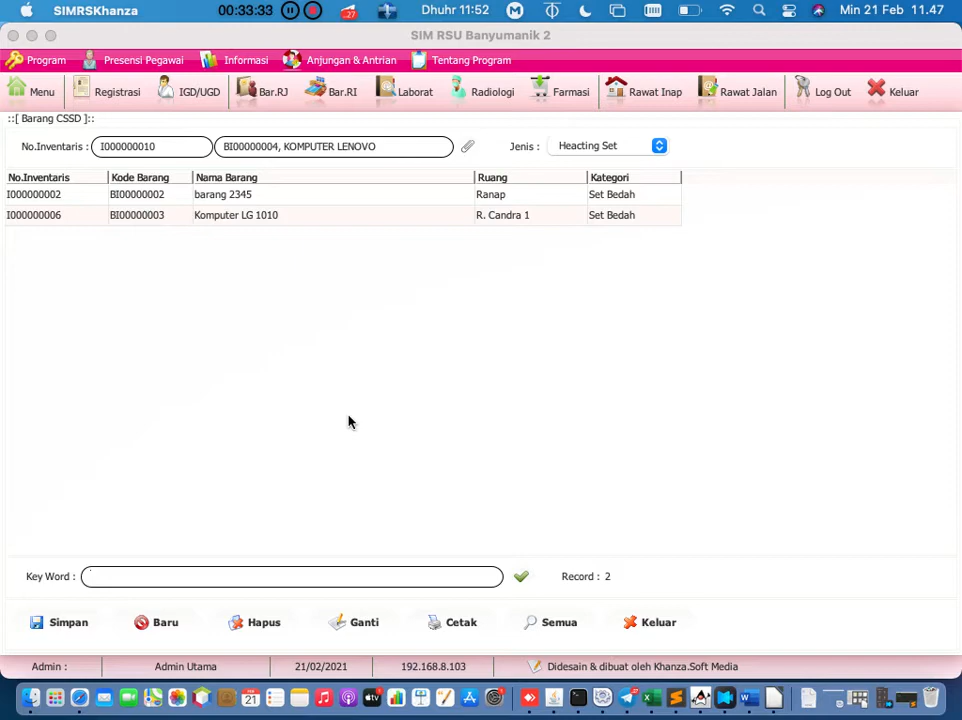 SIMRSKhanza 00:33:33 27 Dhuhr 11:52 M Min 21 Feb 11.47
SIM RSU Banyumanik 2
Program Presensi Pegawai Informasi Anjungan & Antrian Tentang Program
Menu Registrasi IGD/UGD Bar.RJ Bar.RI Laborat Radiologi Farmasi Rawat Inap Rawat Jalan Log Out Keluar
::[ Barang CSSD ]::
No.Inventaris : I000000010 BI00000004, KOMPUTER LENOVO Jenis : Heacting Set
No.Inventaris Kode Barang Nama Barang Ruang Kategori
I000000002 BI00000002 barang 2345 Ranap Set Bedah
I000000006 BI00000003 Komputer LG 1010 R. Candra 1 Set Bedah
Key Word : Record : 2
Simpan Baru Hapus Ganti Cetak Semua Keluar
Admin : Admin Utama 21/02/2021 192.168.8.103 Didesain & dibuat oleh Khanza.Soft Media